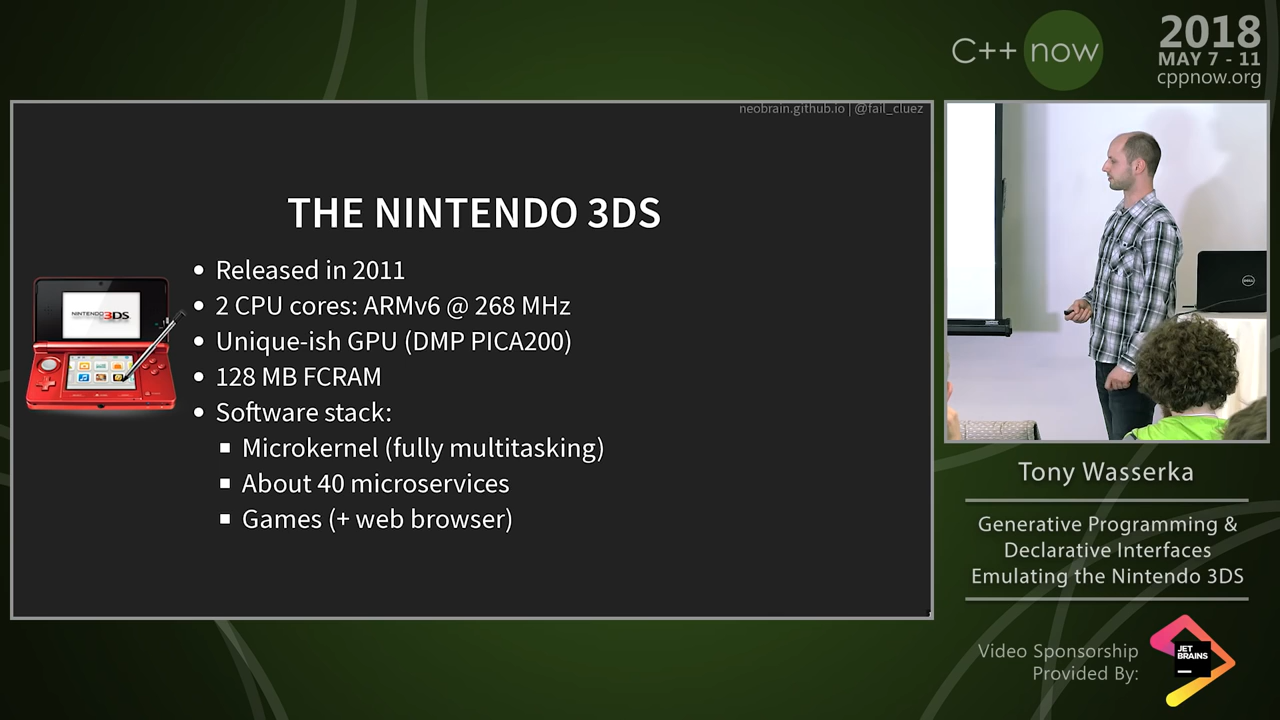 C++ now
2018
MAY 7 - 11
cppnow.org
neobrain.github.io | @fail_cluez
THE NINTENDO 3DS
• Released in 2011
• 2 CPU cores: ARMv6 @ 268 MHz
• Unique-ish GPU (DMP PICA200)
• 128 MB FCRAM
• Software stack:
▪ Microkernel (fully multitasking)
▪ About 40 microservices
▪ Games (+ web browser)
NINTENDO3DS
DELL
Tony Wasserka
Generative Programming &
Declarative Interfaces
Emulating the Nintendo 3DS
Video Sponsorship
Provided By:
JET
BRAINS